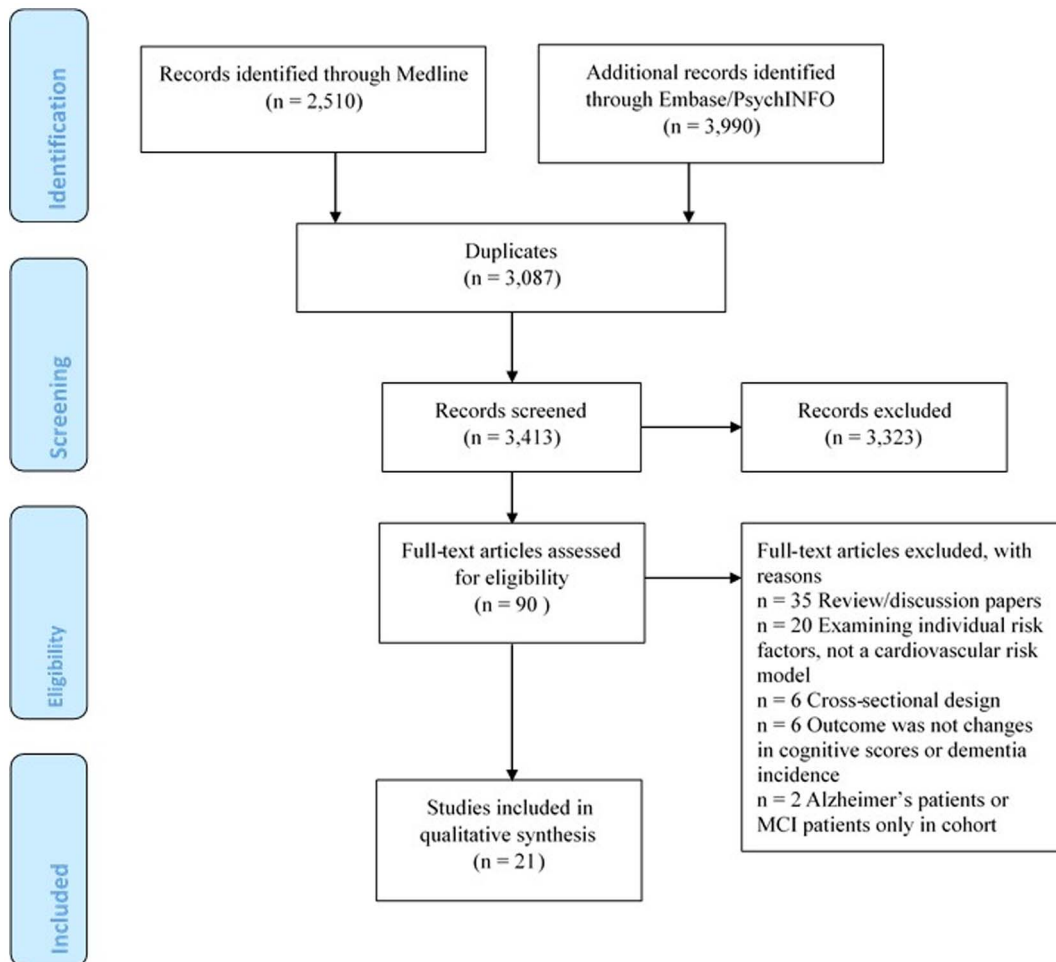 Identification
Records identified through Medline
(n = 2,510)
Additional records identified
through Embase/PsychINFO
(n = 3,990)
Duplicates
(n = 3,087)
Screening
Records screened
(n = 3,413)
Records excluded
(n = 3,323)
Eligibility
Full-text articles assessed
for eligibility
(n = 90 )
Full-text articles excluded, with
reasons
n = 35 Review/discussion papers
n = 20 Examining individual risk
factors, not a cardiovascular risk
model
n = 6 Cross-sectional design
n = 6 Outcome was not changes
in cognitive scores or dementia
incidence
n = 2 Alzheimer's patients or
MCI patients only in cohort
Included
Studies included in
qualitative synthesis
(n = 21)